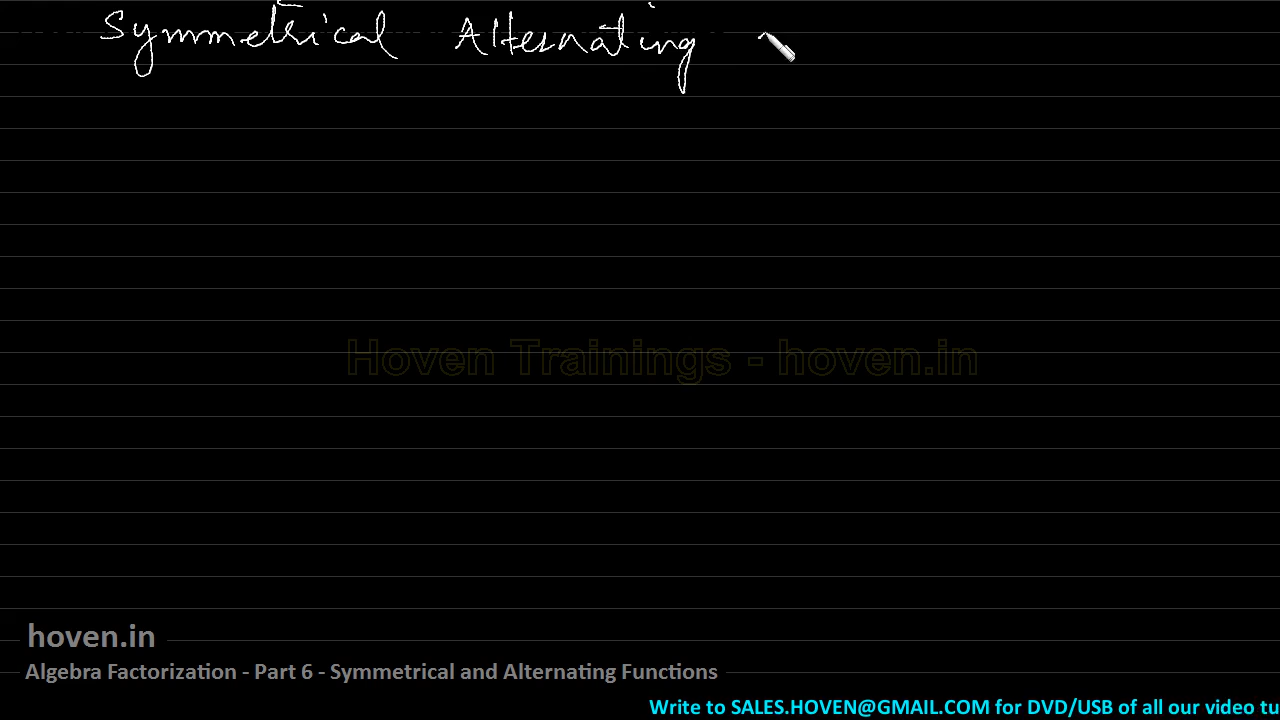 Symmetrical Alternating
Hoven Trainings - hoven.in
hoven.in
Algebra Factorization - Part 6 - Symmetrical and Alternating Functions
Write to SALES.HOVEN@GMAIL.COM for DVD/USB of all our video tu